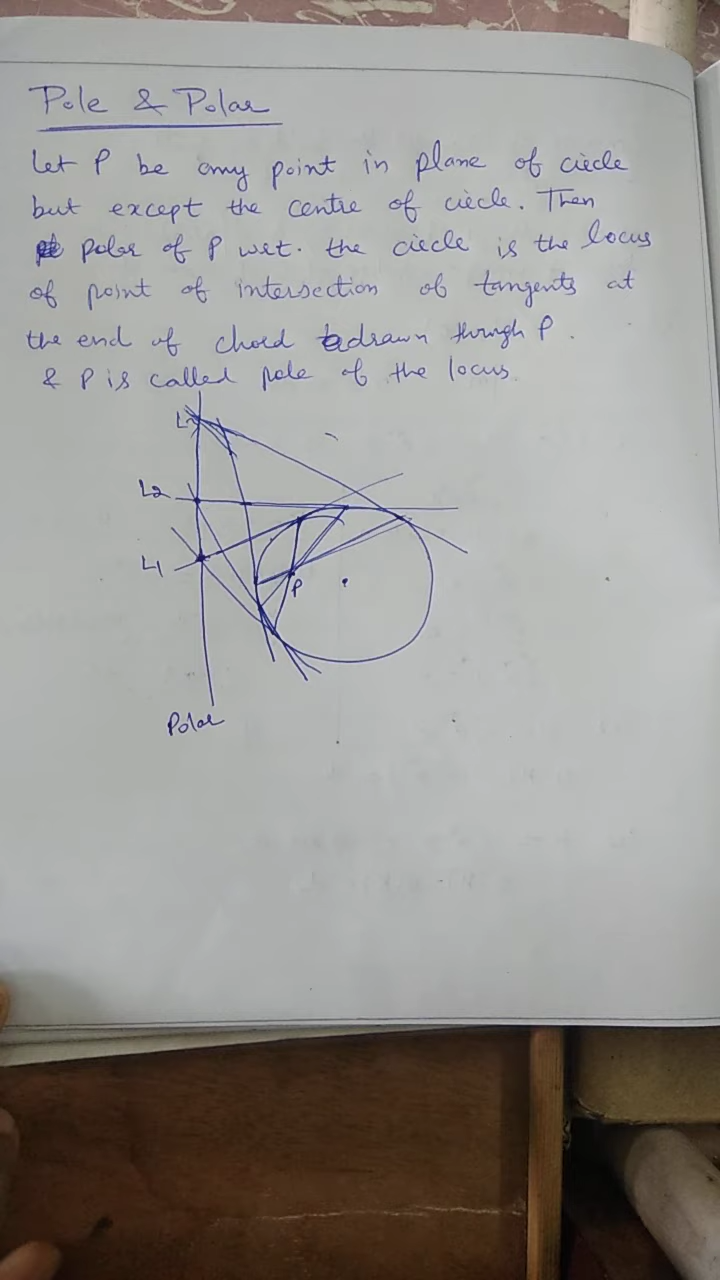 Pole & Polar
Let P be any point in plane of circle
but except the centre of circle. Then
polar of P wrt. the circle is the locus
of point of intersection of tangents at
the end of chord drawn through P.
& P is called pole of the locus.
L3
L2
L1
P
Polar